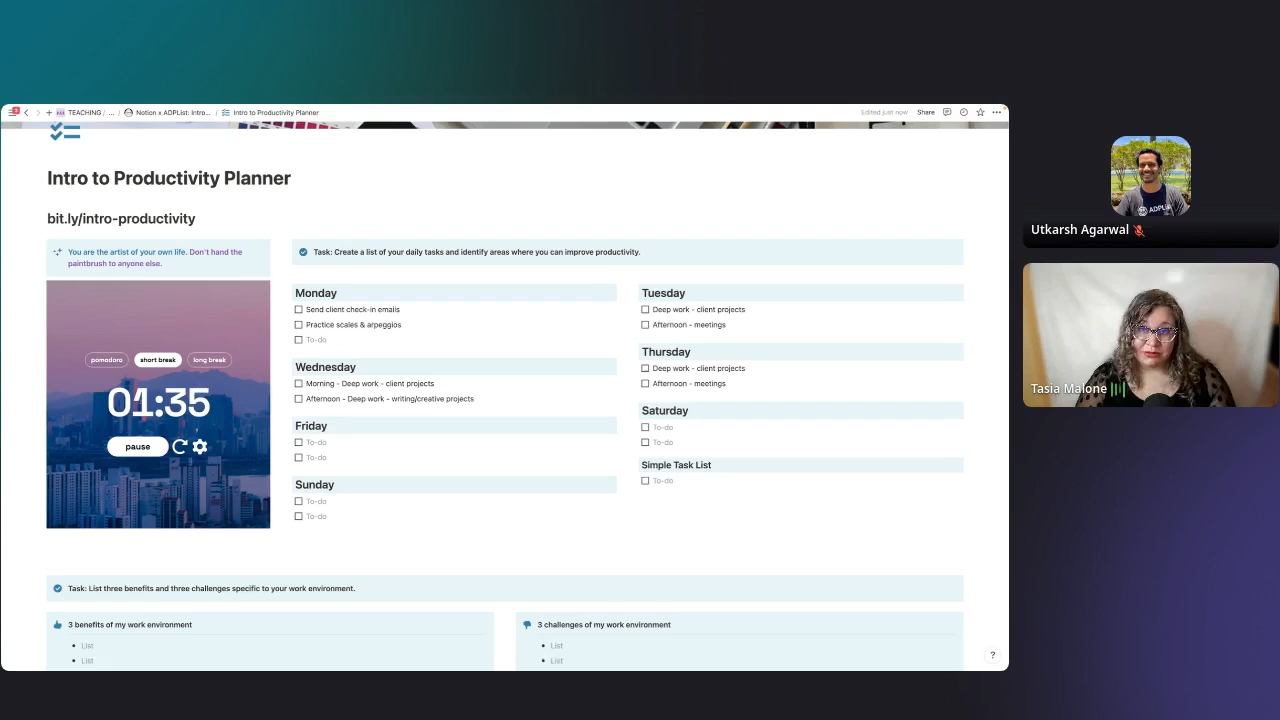 TEACHING / ... / Notion x ADPList: Intro... / Intro to Productivity Planner
Edited just now Share
Intro to Productivity Planner
bit.ly/intro-productivity
You are the artist of your own life. Don't hand the
paintbrush to anyone else.
Task: Create a list of your daily tasks and identify areas where you can improve productivity.
pomodoro short break long break
01:35
pause
Monday
Send client check-in emails
Practice scales & arpeggios
To-do
Wednesday
Morning - Deep work - client projects
Afternoon - Deep work - writing/creative projects
Friday
To-do
To-do
Sunday
To-do
To-do
Tuesday
Deep work - client projects
Afternoon - meetings
Thursday
Deep work - client projects
Afternoon - meetings
Saturday
To-do
To-do
Simple Task List
To-do
Task: List three benefits and three challenges specific to your work environment.
3 benefits of my work environment
List
List
3 challenges of my work environment
List
List
?
Utkarsh Agarwal
Tasia Malone